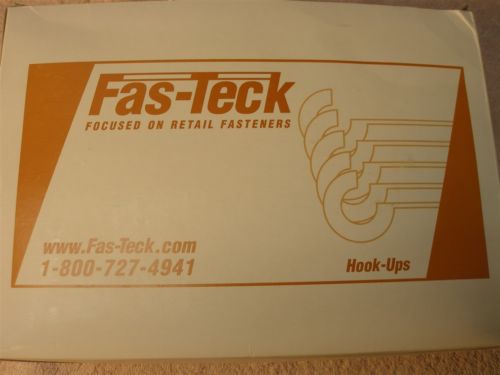 Fas-Teck
FOCUSED ON RETAIL FASTENERS
www.Fas-Teck.com
1-800-727-4941
Hook-Ups